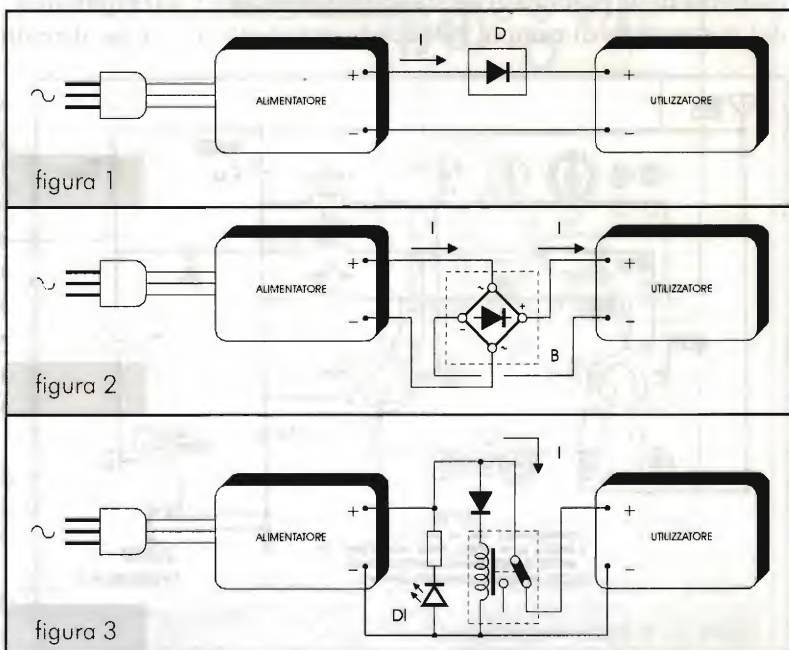 I
D
+
+
ALIMENTATORE
UTILIZZATORE
−
−
figura 1
I
I
+
~
+
ALIMENTATORE
−
+
UTILIZZATORE
−
~
B
−
figura 2
I
+
+
ALIMENTATORE
UTILIZZATORE
−
DI
−
figura 3